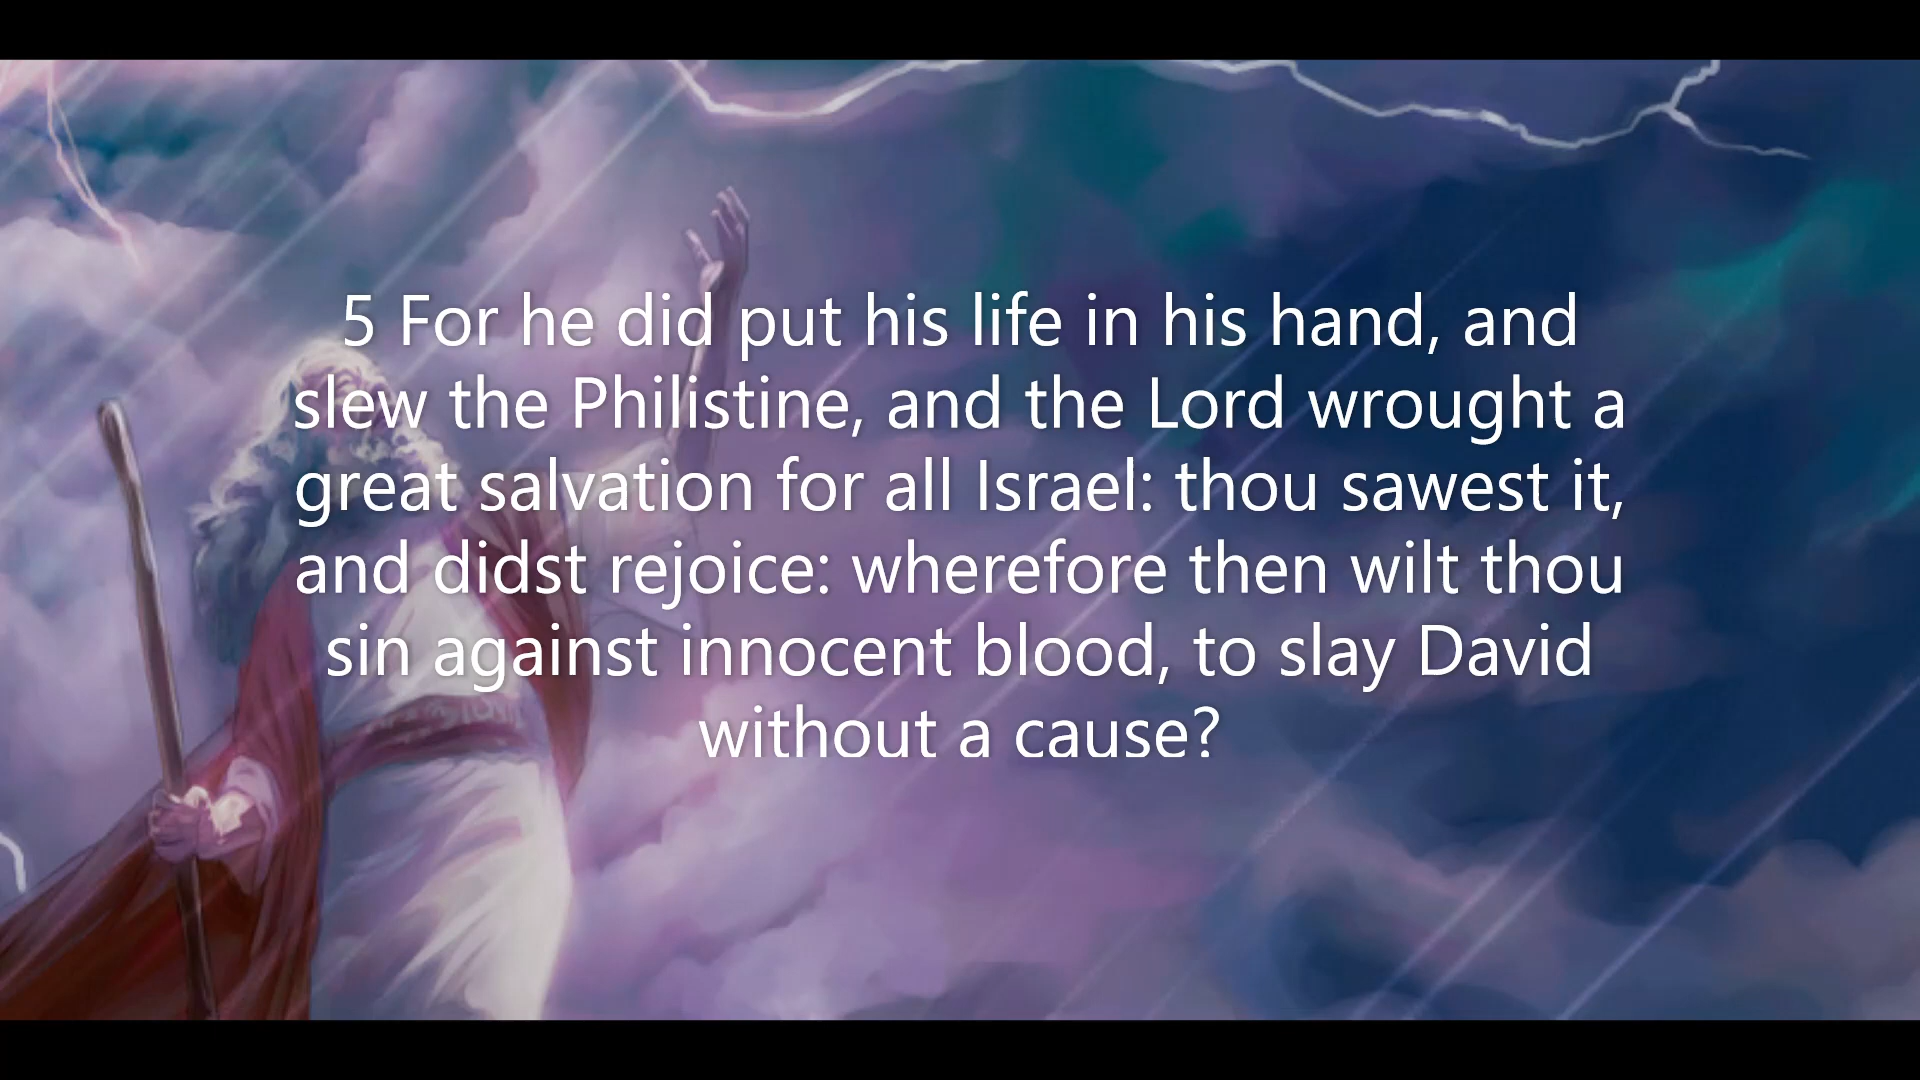 5 For he did put his life in his hand, and
slew the Philistine, and the Lord wrought a
great salvation for all Israel: thou sawest it,
and didst rejoice: wherefore then wilt thou
sin against innocent blood, to slay David
without a cause?